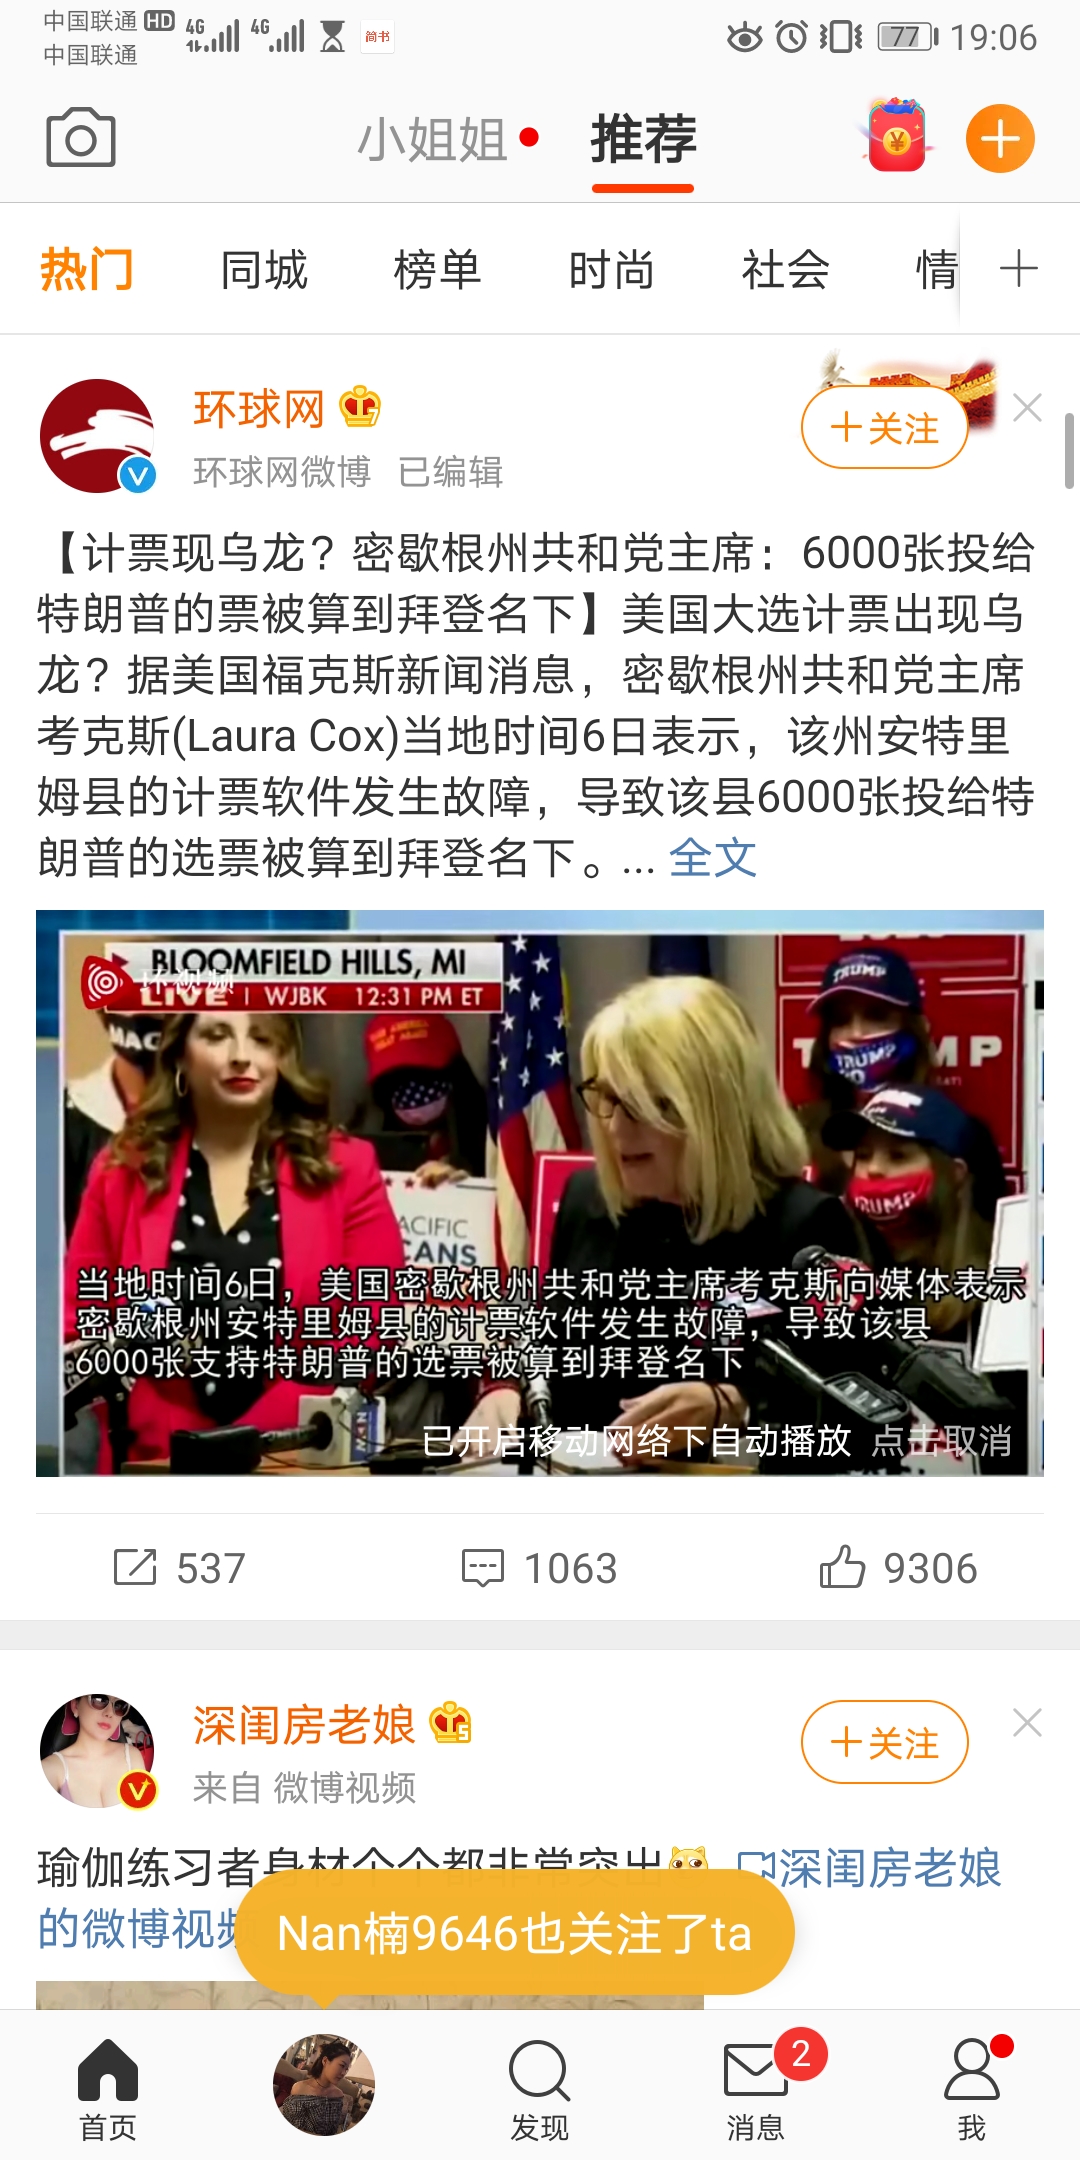 中国联通 HD 4G 4G 简书 77 19:06
中国联通
小姐姐 推荐
热门 同城 榜单 时尚 社会 情
环球网
＋关注
环球网微博 已编辑
【计票现乌龙？密歇根州共和党主席：6000张投给
特朗普的票被算到拜登名下】美国大选计票出现乌
龙？据美国福克斯新闻消息，密歇根州共和党主席
考克斯(Laura Cox)当地时间6日表示，该州安特里
姆县的计票软件发生故障，导致该县6000张投给特
朗普的选票被算到拜登名下。... 全文
BLOOMFIELD HILLS, MI
环视频
LIVE | WJBK 12:31 PM ET
MAG
TRUMP
TRUMP
MP
TRUMP
ACIFIC
CANS
当地时间6日，美国密歇根州共和党主席考克斯向媒体表示
密歇根州安特里姆县的计票软件发生故障，导致该县
6000张支持特朗普的选票被算到拜登名下
已开启移动网络下自动播放 点击取消
537 1063 9306
深闺房老娘
＋关注
来自 微博视频
瑜伽练习者身材个个都非常突出 深闺房老娘
的微博视频
Nan楠9646也关注了ta
首页 发现 消息 2 我